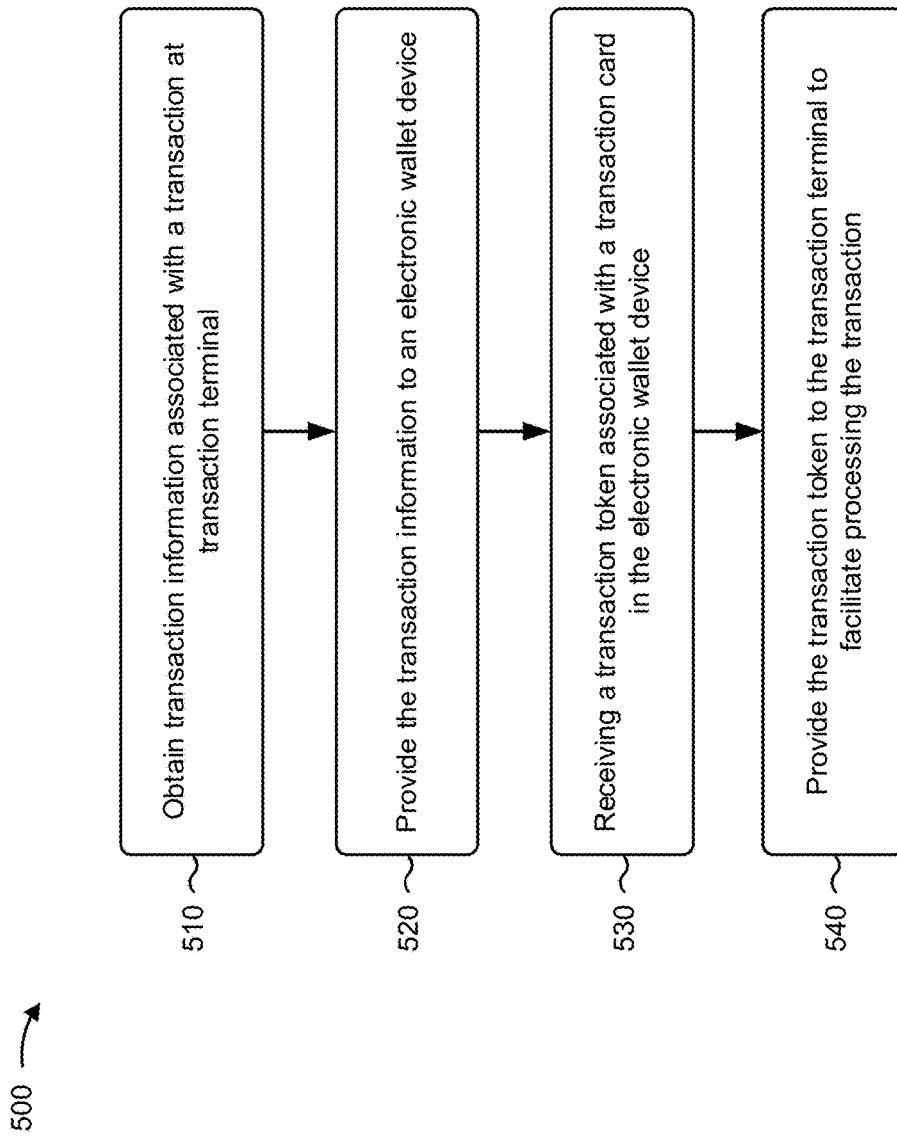 500
510
Obtain transaction information associated with a transaction at
transaction terminal
520
Provide the transaction information to an electronic wallet device
530
Receiving a transaction token associated with a transaction card
in the electronic wallet device
540
Provide the transaction token to the transaction terminal to
facilitate processing the transaction